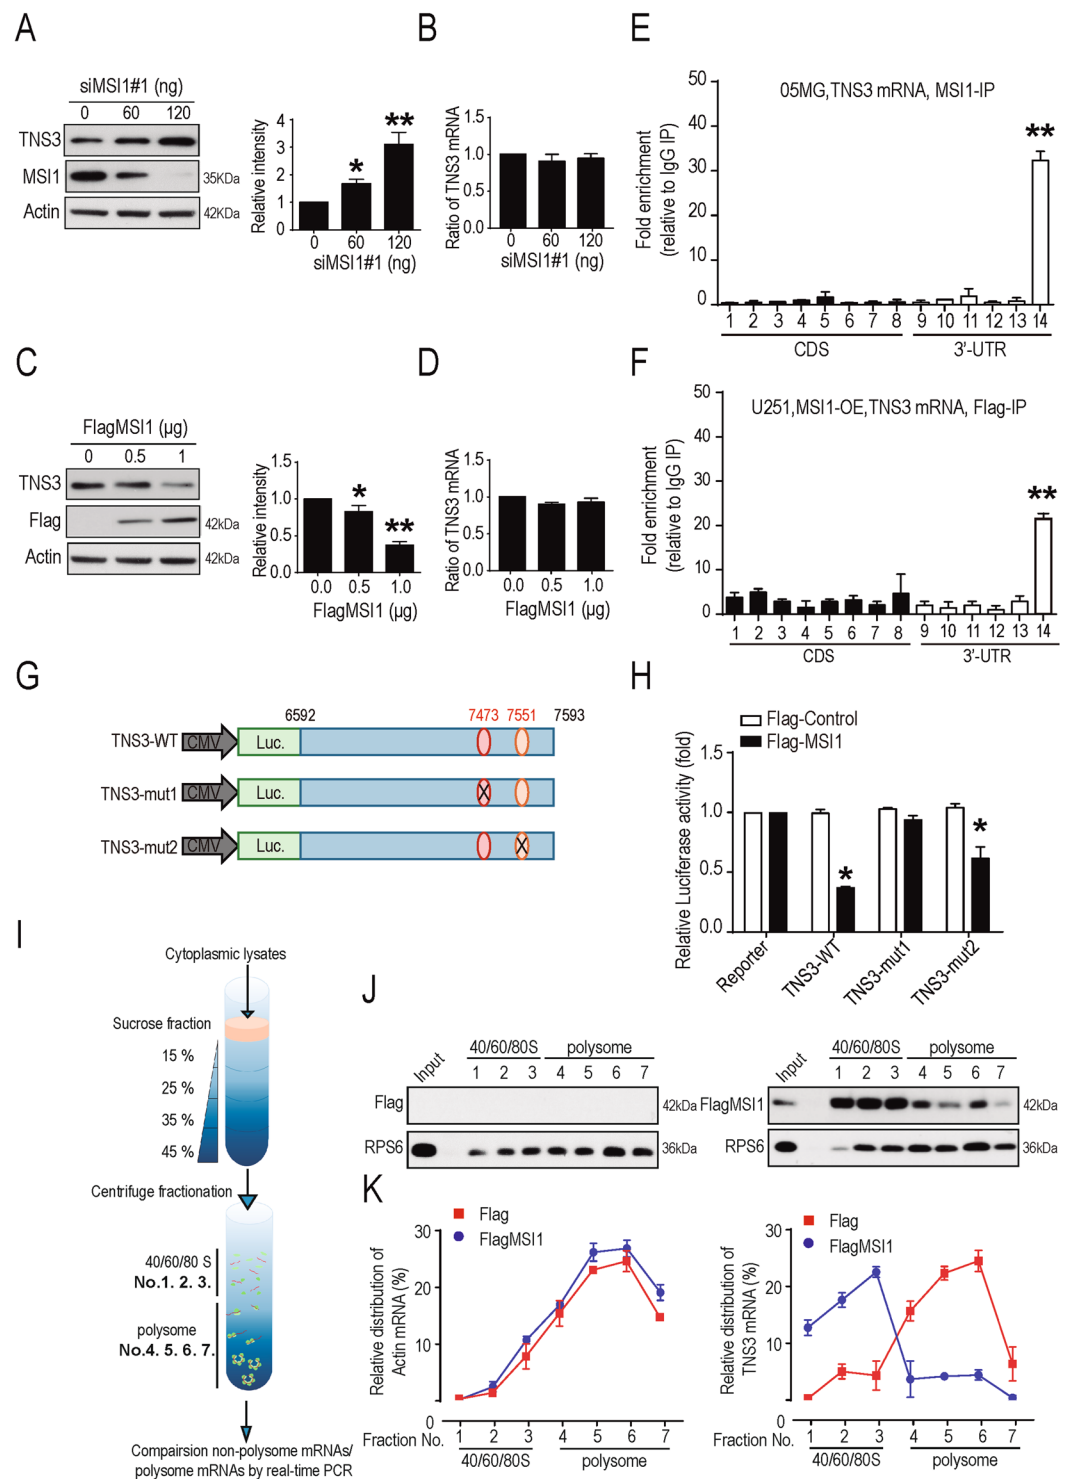 A
siMSI1#1 (ng)
0 60 120
TNS3
MSI1
35KDa
Actin
42KDa
Relative intensity
4
3
2
1
0
* **
0 60 120
siMSI1#1 (ng)
B
Ratio of TNS3 mRNA
1.5
1.0
0.5
0.0
0 60 120
siMSI1#1 (ng)
E
05MG,TNS3 mRNA, MSI1-IP
Fold enrichment
(relative to IgG IP)
50
40
30
20
10
0
**
1 2 3 4 5 6 7 8 9 10 11 12 13 14
CDS 3'-UTR
C
FlagMSI1 (µg)
0 0.5 1
TNS3
Flag
42kDa
Actin
42kDa
Relative intensity
1.5
1.0
0.5
0.0
* **
0.0 0.5 1.0
FlagMSI1 (µg)
D
Ratio of TNS3 mRNA
1.5
1.0
0.5
0.0
0.0 0.5 1.0
FlagMSI1 (µg)
F
U251,MSI1-OE,TNS3 mRNA, Flag-IP
Fold enrichment
(relative to IgG IP)
50
40
30
20
10
0
**
1 2 3 4 5 6 7 8 9 10 11 12 13 14
CDS 3'-UTR
G
6592 7473 7551 7593
TNS3-WT CMV Luc.
TNS3-mut1 CMV Luc. X
TNS3-mut2 CMV Luc. X
H
Flag-Control
Flag-MSI1
Relative Luciferase activity (fold)
1.5
1.0
0.5
0.0
* *
Reporter TNS3-WT TNS3-mut1 TNS3-mut2
I
Cytoplasmic lysates
Sucrose fraction
15 %
25 %
35 %
45 %
Centrifuge fractionation
40/60/80 S
No.1. 2. 3.
polysome
No.4. 5. 6. 7.
Compairsion non-polysome mRNAs/
polysome mRNAs by real-time PCR
J
40/60/80S polysome
Input 1 2 3 4 5 6 7
Flag 42kDa
RPS6 36kDa
40/60/80S polysome
Input 1 2 3 4 5 6 7
FlagMSI1 42kDa
RPS6 36kDa
K
Flag
FlagMSI1
Relative distribution of
Actin mRNA (%)
30
20
10
0
Fraction No. 1 2 3 4 5 6 7
40/60/80S polysome
Flag
FlagMSI1
Relative distribution of
TNS3 mRNA (%)
30
20
10
0
Fraction No. 1 2 3 4 5 6 7
40/60/80S polysome